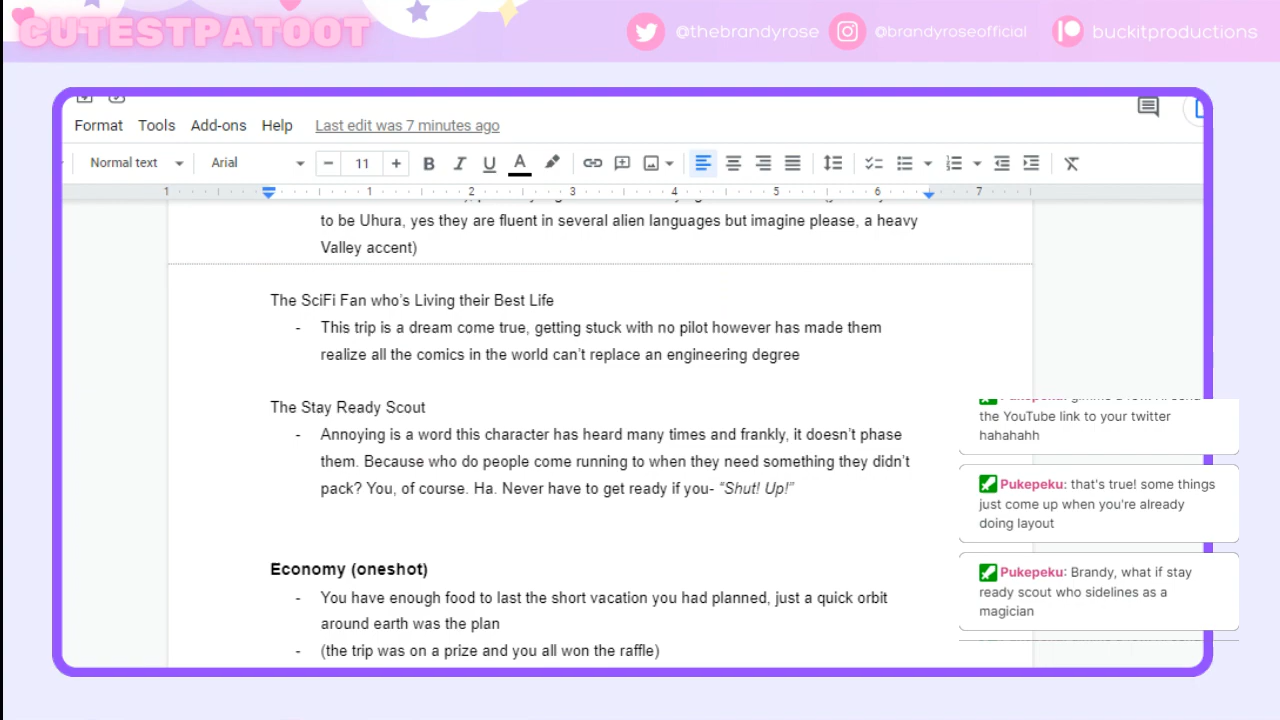 CUTESTPATOOT
@thebrandyrose
@brandyroseofficial
buckitproductions
Format Tools Add-ons Help Last edit was 7 minutes ago
Normal text Arial 11
1 1 2 3 4 5 6 7
to be Uhura, yes they are fluent in several alien languages but imagine please, a heavy
Valley accent)
The SciFi Fan who's Living their Best Life
- This trip is a dream come true, getting stuck with no pilot however has made them
realize all the comics in the world can't replace an engineering degree
The Stay Ready Scout
- Annoying is a word this character has heard many times and frankly, it doesn't phase
them. Because who do people come running to when they need something they didn't
pack? You, of course. Ha. Never have to get ready if you- “Shut! Up!”
Economy (oneshot)
- You have enough food to last the short vacation you had planned, just a quick orbit
around earth was the plan
- (the trip was on a prize and you all won the raffle)
the YouTube link to your twitter
hahahahh
Pukepeku: that's true! some things
just come up when you're already
doing layout
Pukepeku: Brandy, what if stay
ready scout who sidelines as a
magician